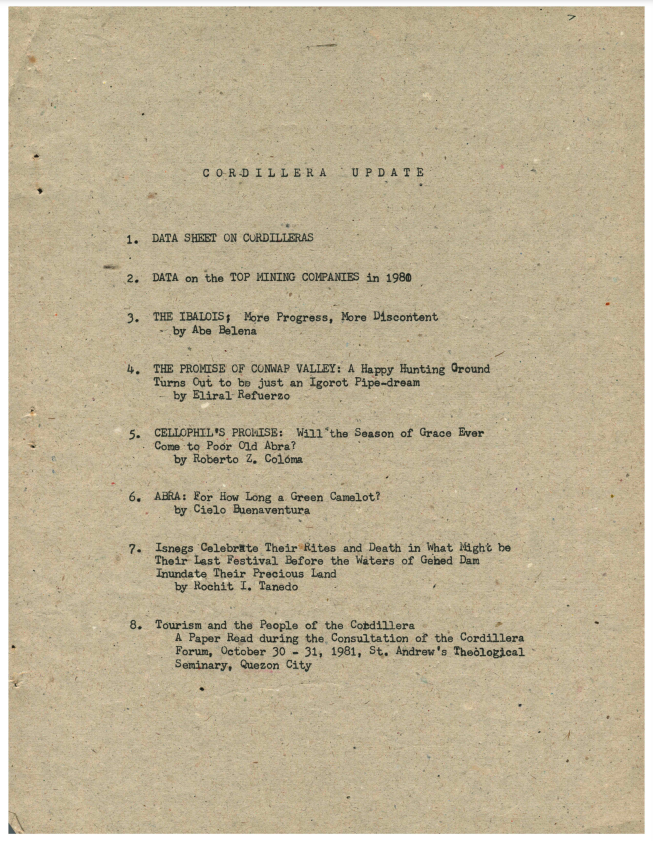 CORDILLERA UPDATE
1. DATA SHEET ON CORDILLERAS
2. DATA on the TOP MINING COMPANIES in 1980
3. THE IBALOIS; More Progress, More Discontent
- by Abe Belena
4. THE PROMISE OF CONWAP VALLEY: A Happy Hunting Ground
Turns Out to be just an Igorot Pipe-dream
- by Eliral Refuerzo
5. CELLOPHIL'S PROMISE: Will the Season of Grace Ever
Come to Poor Old Abra?
by Roberto Z. Coloma
6. ABRA: For How Long a Green Camelot?
by Cielo Buenaventura
7. Isnegs Celebrate Their Rites and Death in What Might be
Their Last Festival Before the Waters of Gened Dam
Inundate Their Precious Land
by Rochit I. Tanedo
8. Tourism and the People of the Cordillera
A Paper Read during the Consultation of the Cordillera
Forum, October 30 - 31, 1981, St. Andrew's Theological
Seminary, Quezon City